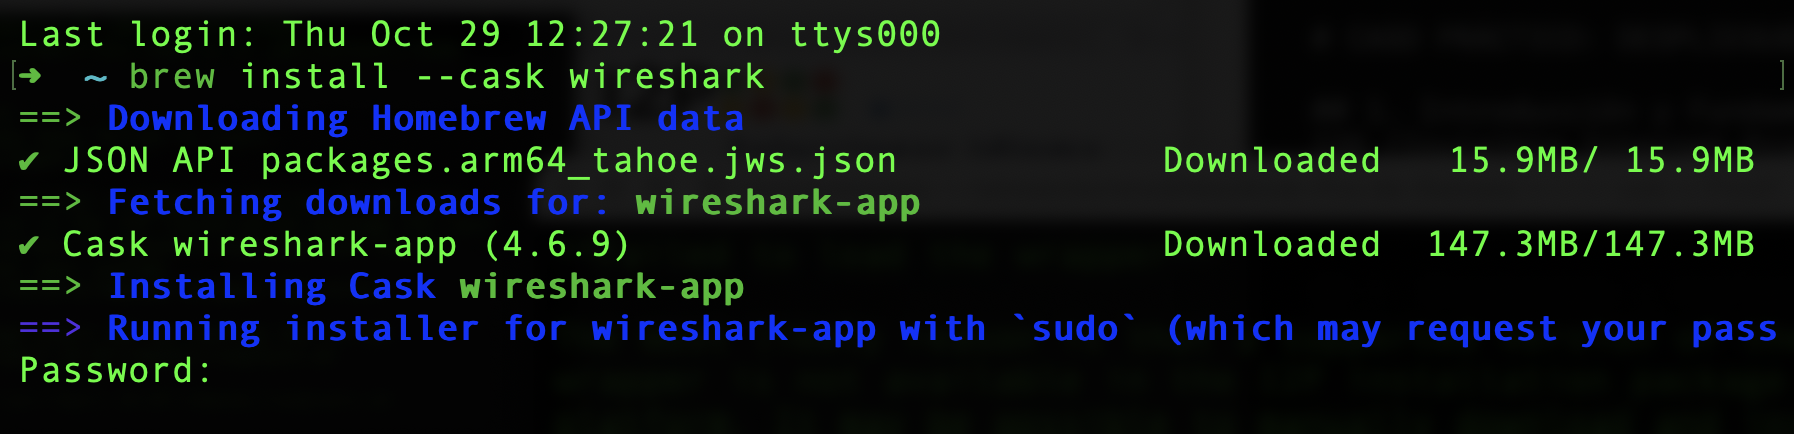 Last login: Thu Oct 29 12:27:21 on ttys000
[➜  ~ brew install --cask wireshark ]
==> Downloading Homebrew API data
✔ JSON API packages.arm64_tahoe.jws.json Downloaded 15.9MB/ 15.9MB
==> Fetching downloads for: wireshark-app
✔ Cask wireshark-app (4.6.9) Downloaded 147.3MB/147.3MB
==> Installing Cask wireshark-app
==> Running installer for wireshark-app with `sudo` (which may request your pass
Password: